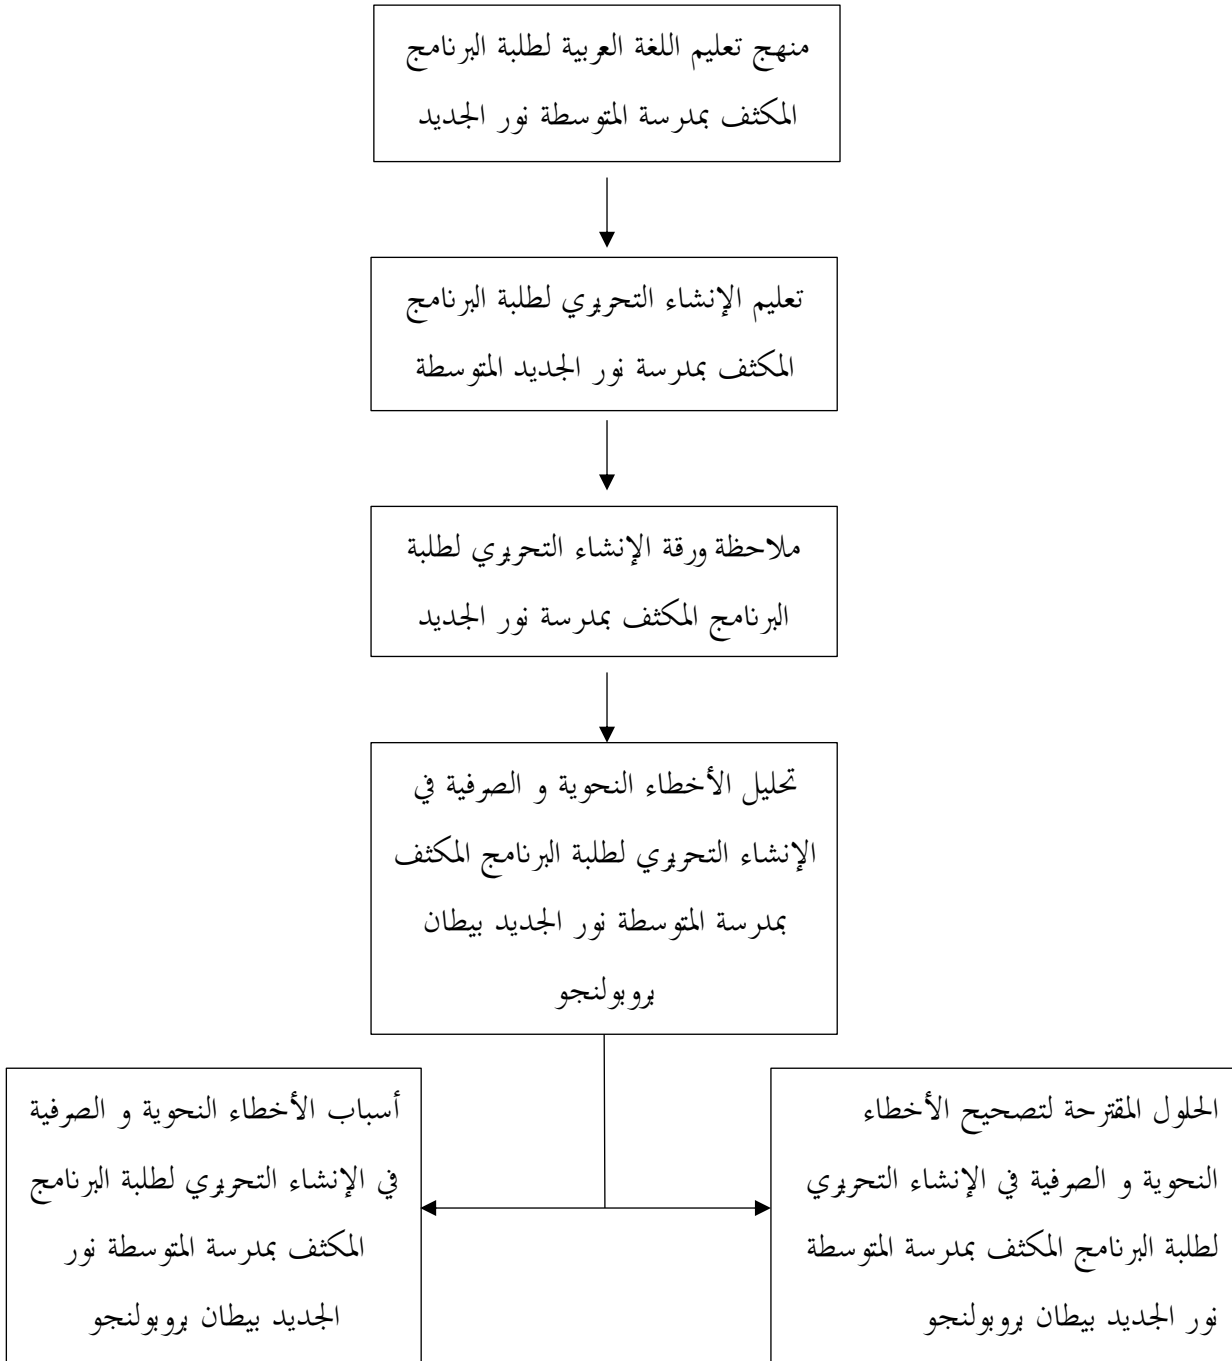 منهج تعليم اللغة العربية لطلبة البرنامج
المكثف بمدرسة المتوسطة نور الجديد
تعليم الإنشاء التحريري لطلبة البرنامج
المكثف بمدرسة نور الجديد المتوسطة
ملاحظة ورقة الإنشاء التحريري لطلبة
البرنامج المكثف بمدرسة نور الجديد
تحليل الأخطاء النحوية و الصرفية في
الإنشاء التحريري لطلبة البرنامج المكثف
بمدرسة المتوسطة نور الجديد بيطان
بروبولنجو
الحلول المقترحة لتصحيح الأخطاء
النحوية و الصرفية في الإنشاء التحريري
لطلبة البرنامج المكثف بمدرسة المتوسطة
نور الجديد بيطان بروبولنجو
أسباب الأخطاء النحوية و الصرفية
في الإنشاء التحريري لطلبة البرنامج
المكثف بمدرسة المتوسطة نور
الجديد بيطان بروبولنجو